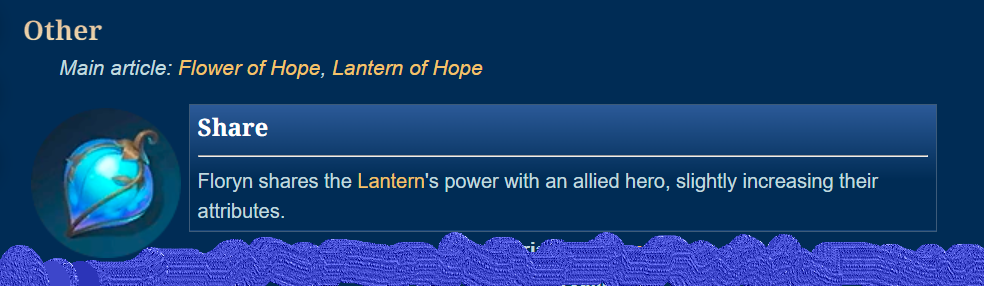 Other
Main article: Flower of Hope, Lantern of Hope
Share
Floryn shares the Lantern's power with an allied hero, slightly increasing their
attributes.